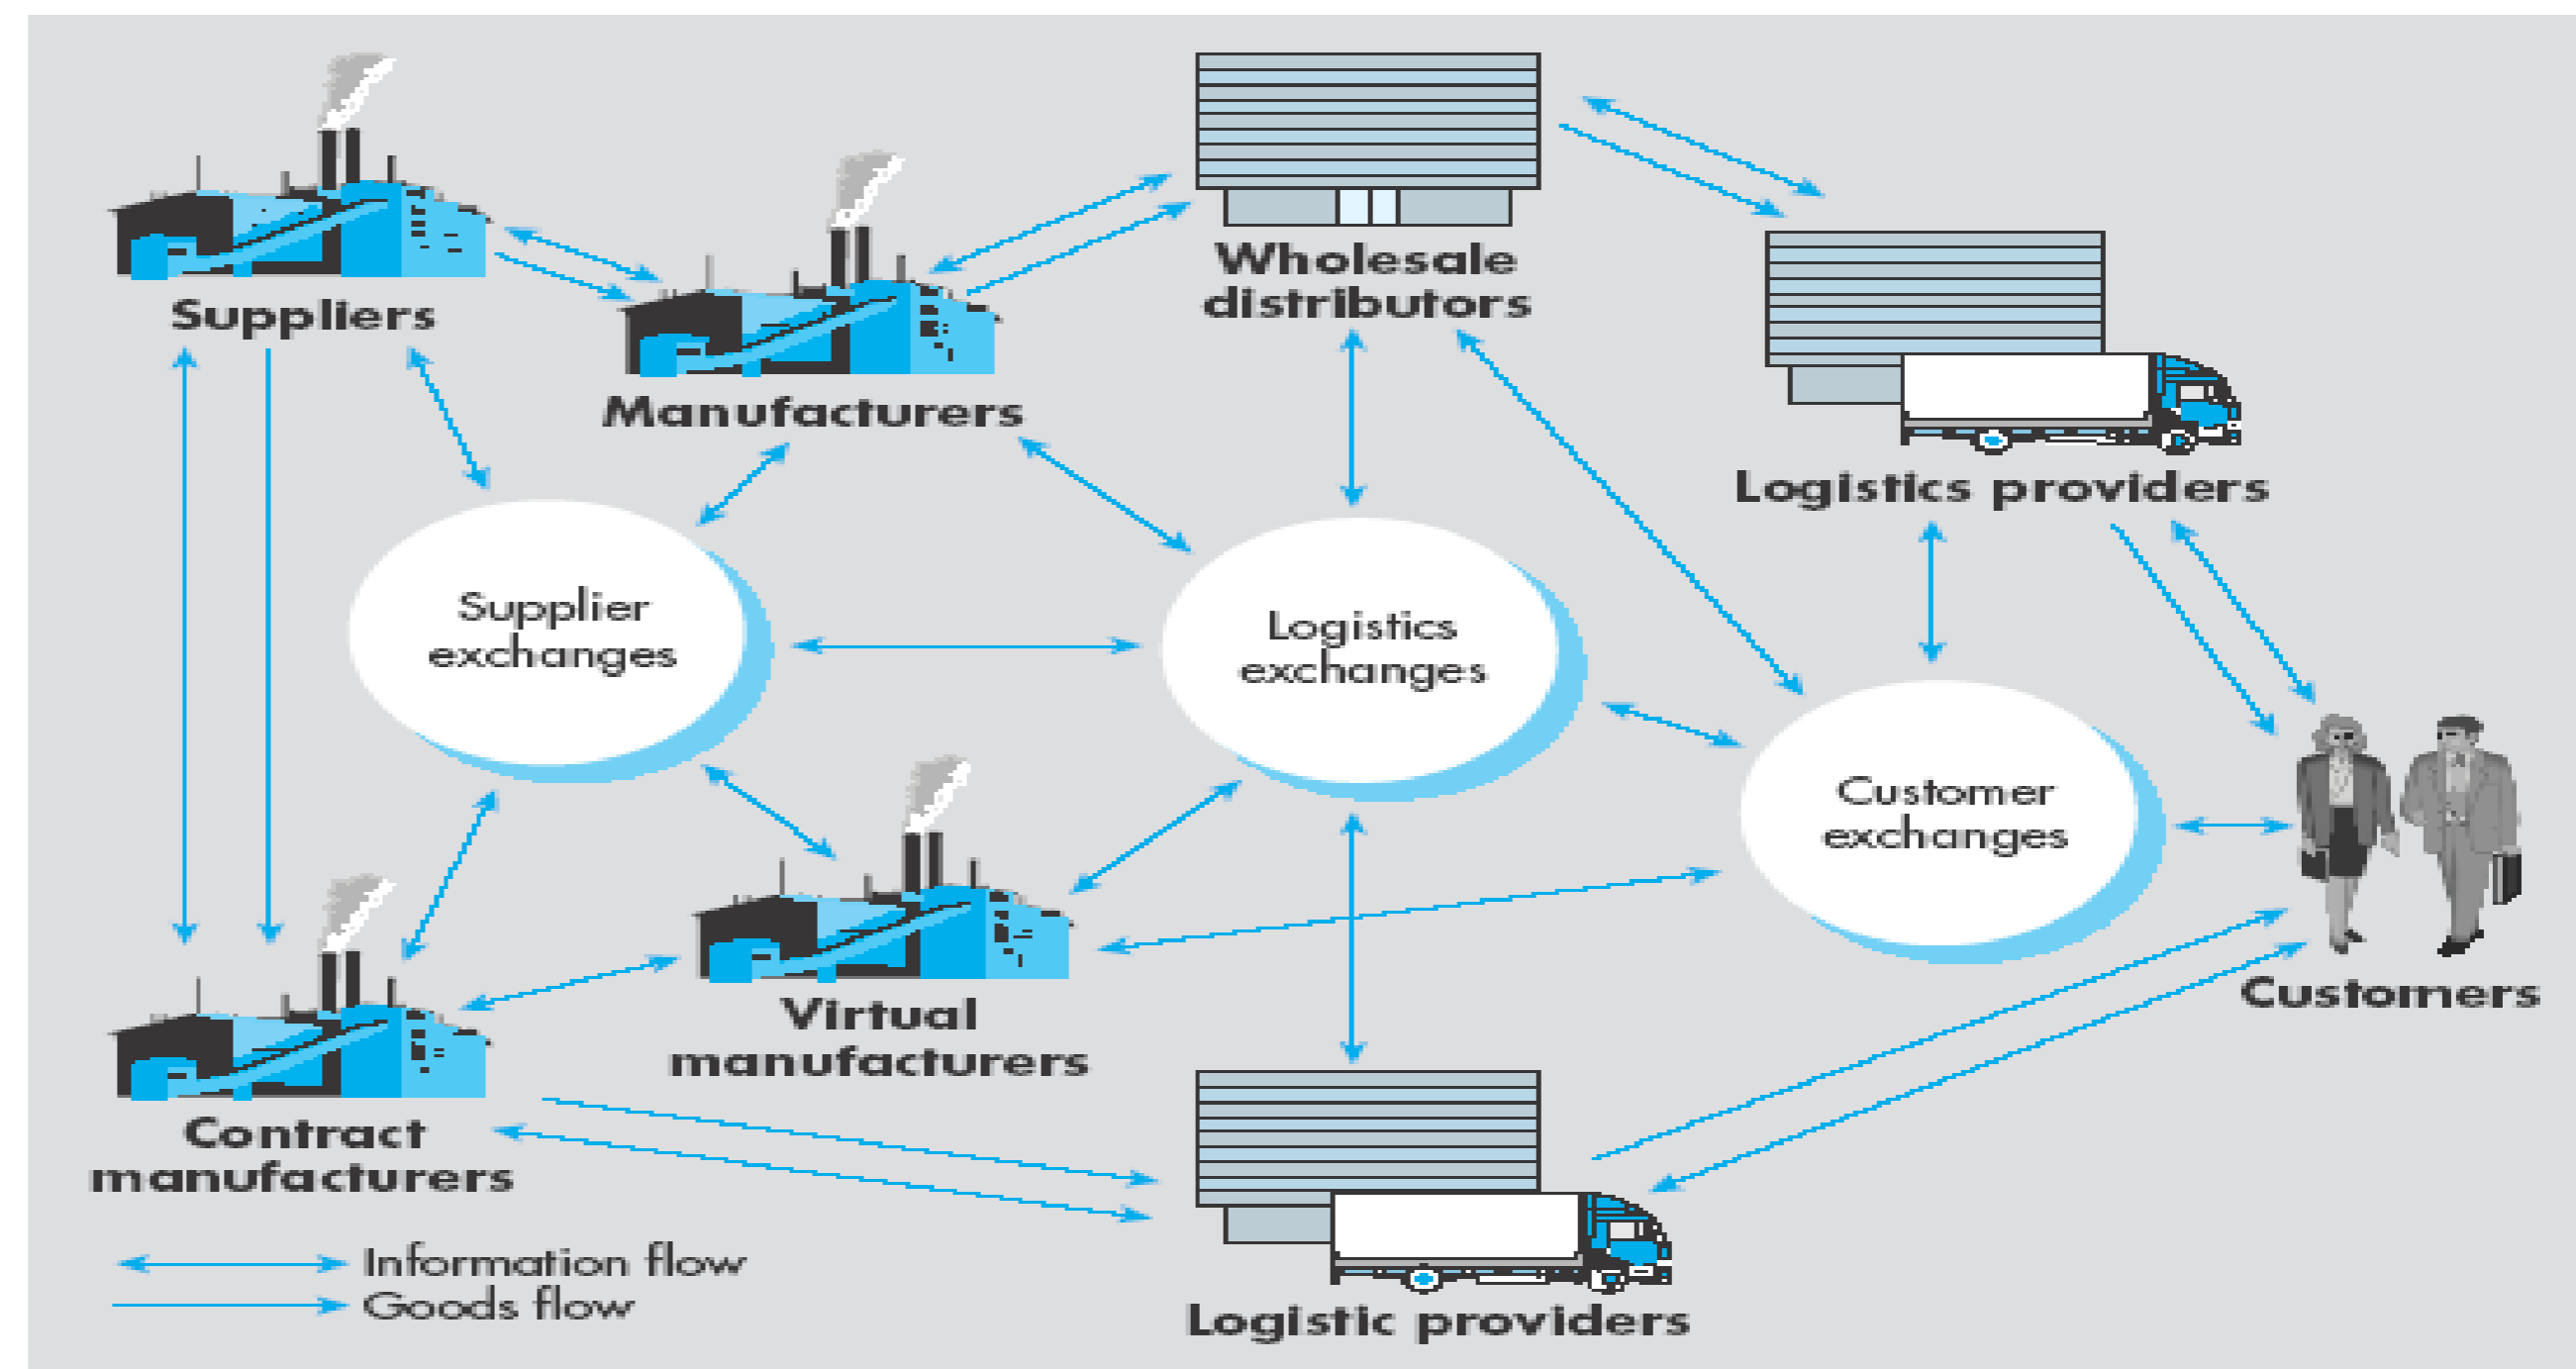 Suppliers
Manufacturers
Wholesale
distributors
Logistics providers
Supplier
exchanges
Logistics
exchanges
Customer
exchanges
Customers
Virtual
manufacturers
Contract
manufacturers
Logistic providers
Information flow
Goods flow